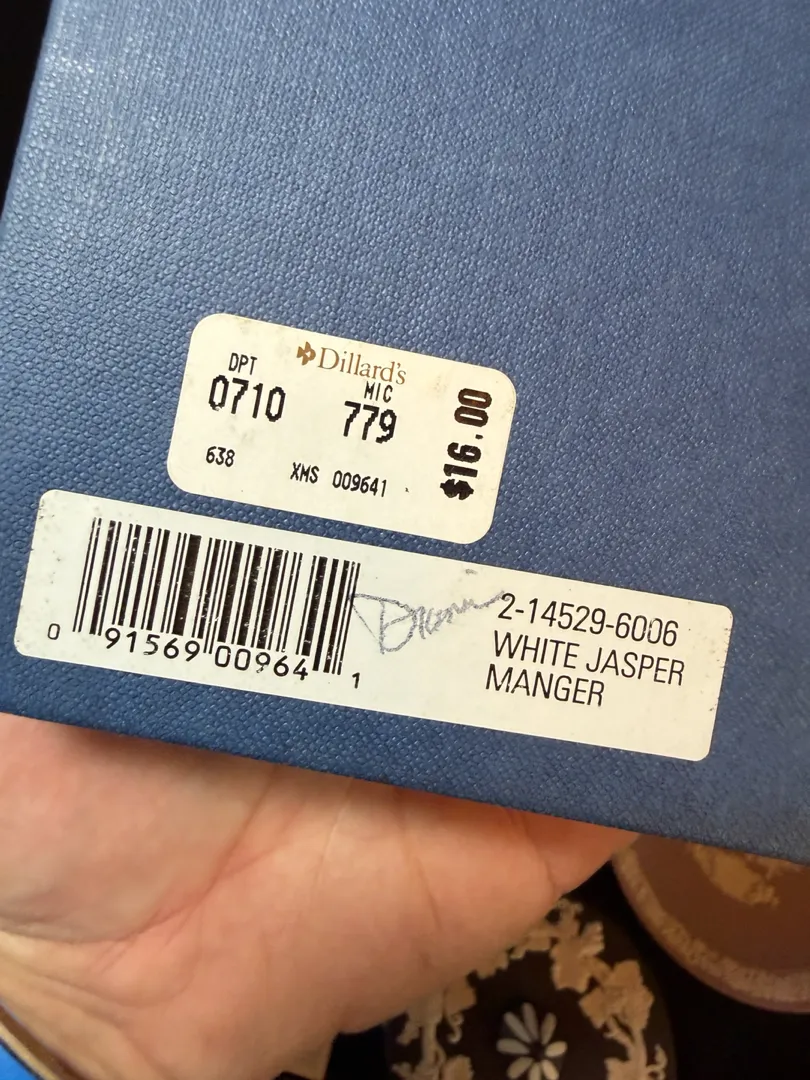 Dillard's
DPT
MIC
0710
779
$16.00
638
XMS 009641
0 91569 00964 1
2-14529-6006
WHITE JASPER
MANGER